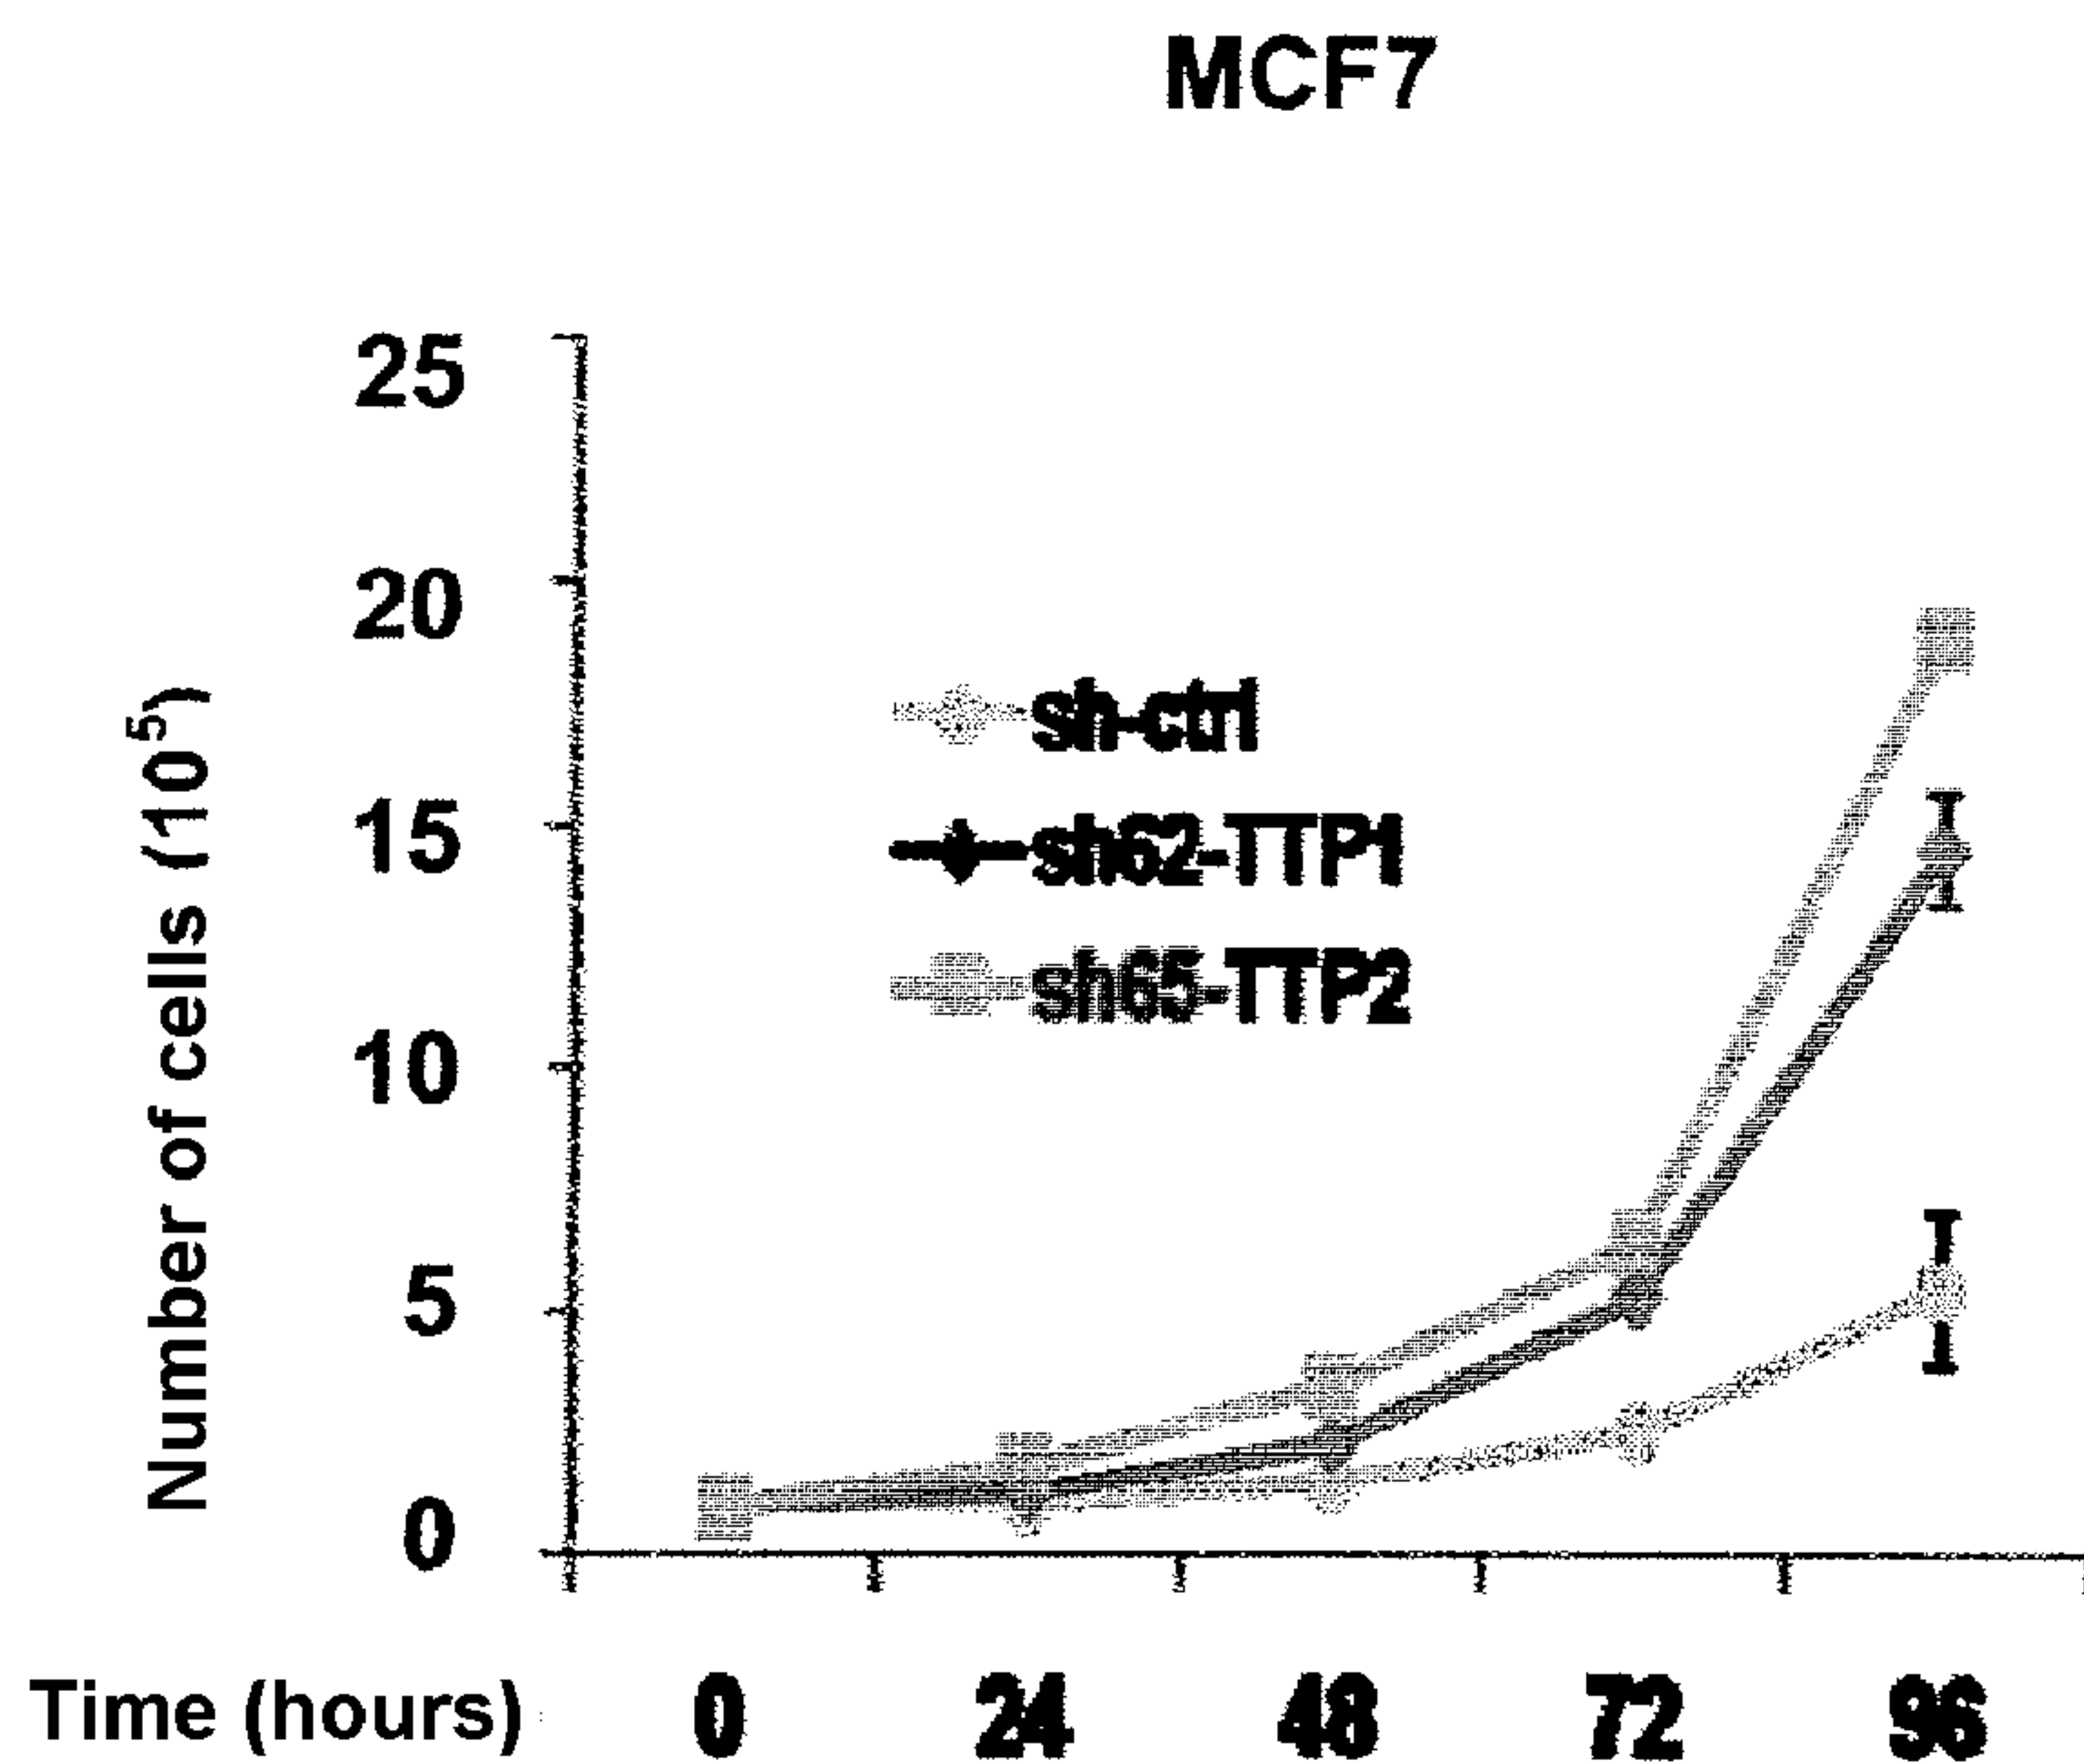 MCF7
25
20
15
10
5
0
Number of cells (10⁵)
sh-ctrl
sh62-TTP1
sh65-TTP2
Time (hours) 0 24 48 72 96